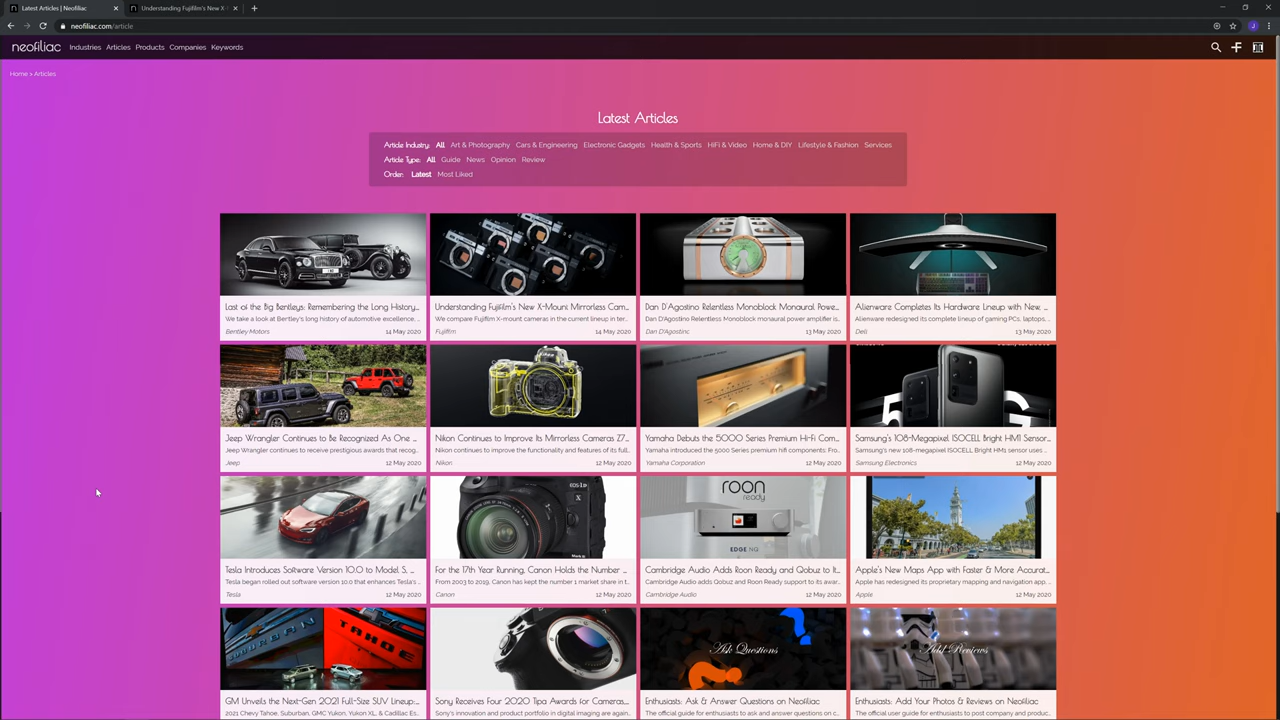 Latest Articles | Neofiliac
Understanding Fujifilm's New X-
neofiliac.com/article
neofiliac Industries Articles Products Companies Keywords
Home > Articles
Latest Articles
Article Industry: All Art & Photography Cars & Engineering Electronic Gadgets Health & Sports HiFi & Video Home & DIY Lifestyle & Fashion Services
Article Type: All Guide News Opinion Review
Order: Latest Most Liked
Last of the Big Bentleys: Remembering the Long History...
We take a look at Bentley's long history of automotive excellence, ...
Bentley Motors 14 May 2020
Understanding Fujifilm's New X-Mount Mirrorless Cam...
We compare Fujifilm X-mount cameras in the current lineup in ter...
Fujifilm 14 May 2020
Dan D'Agostino Relentless Monoblock Monaural Powe...
Dan D'Agostino Relentless Monoblock monaural power amplifier is...
Dan D'Agostino 13 May 2020
Alienware Completes Its Hardware Lineup with New ...
Alienware redesigned its complete lineup of gaming PCs, laptops, ...
Dell 13 May 2020
Jeep Wrangler Continues to Be Recognized As One ...
Jeep Wrangler continues to receive prestigious awards that recog...
Jeep 12 May 2020
Nikon Continues to Improve Its Mirrorless Cameras Z7...
Nikon continues to improve the functionality and features of its full...
Nikon 12 May 2020
Yamaha Debuts the 5000 Series Premium Hi-Fi Com...
Yamaha introduced the 5000 Series premium hifi components: Fro...
Yamaha Corporation 12 May 2020
5G
Samsung's 108-Megapixel ISOCELL Bright HM1 Sensor...
Samsung's new 108-megapixel ISOCELL Bright HM1 sensor uses ...
Samsung Electronics 12 May 2020
Tesla Introduces Software Version 10.0 to Model S, ...
Tesla began rolled out software version 10.0 that enhances Tesla's ...
Tesla 12 May 2020
EOS-1D
X
For the 17th Year Running, Canon Holds the Number ...
From 2003 to 2019, Canon has kept the number 1 market share in t...
Canon 12 May 2020
roon
ready
EDGE NQ
Cambridge Audio Adds Roon Ready and Qobuz to It...
Cambridge Audio adds Qobuz and Roon Ready support to its awar...
Cambridge Audio 12 May 2020
Apple's New Maps App with Faster & More Accurat...
Apple has redesigned its proprietary mapping and navigation app, ...
Apple 12 May 2020
SUBURBAN TAHOE
GM Unveils the Next-Gen 2021 Full-Size SUV Lineup:...
2021 Chevy Tahoe, Suburban, GMC Yukon, Yukon XL, & Cadillac Es...
Sony Receives Four 2020 Tipa Awards for Cameras,...
Sony's innovation and product portfolio in digital imaging are again...
Ask Questions
Enthusiasts: Ask & Answer Questions on Neofiliac
The official guide for enthusiasts to ask and answer questions on c...
Add Reviews
Enthusiasts: Add Your Photos & Reviews on Neofiliac
The official user guide for enthusiasts to post company and produc...